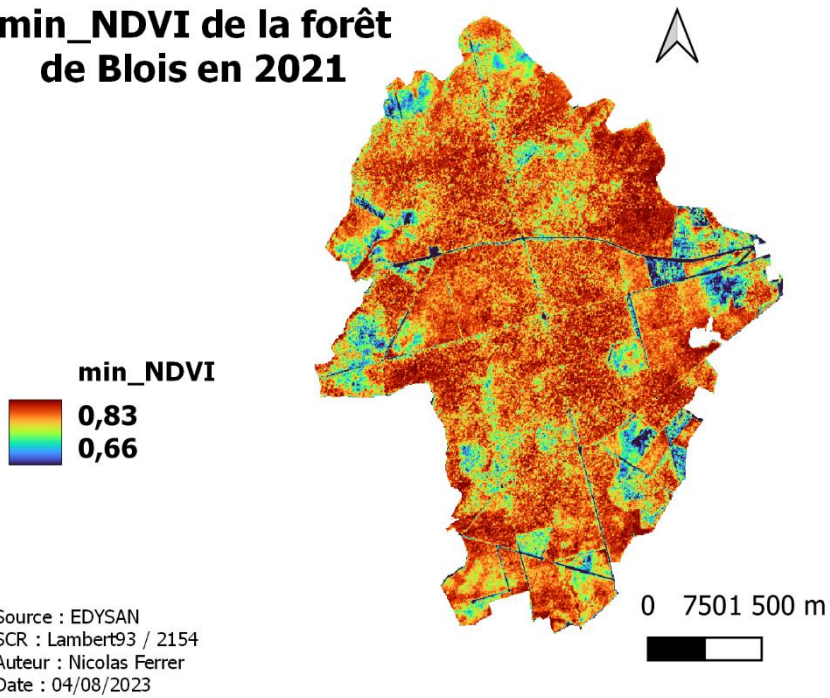 min_NDVI de la forêt
de Blois en 2021
min_NDVI
0,83
0,66
Source : EDYSAN
SCR : Lambert93 / 2154
Auteur : Nicolas Ferrer
Date : 04/08/2023
0 7501 500 m